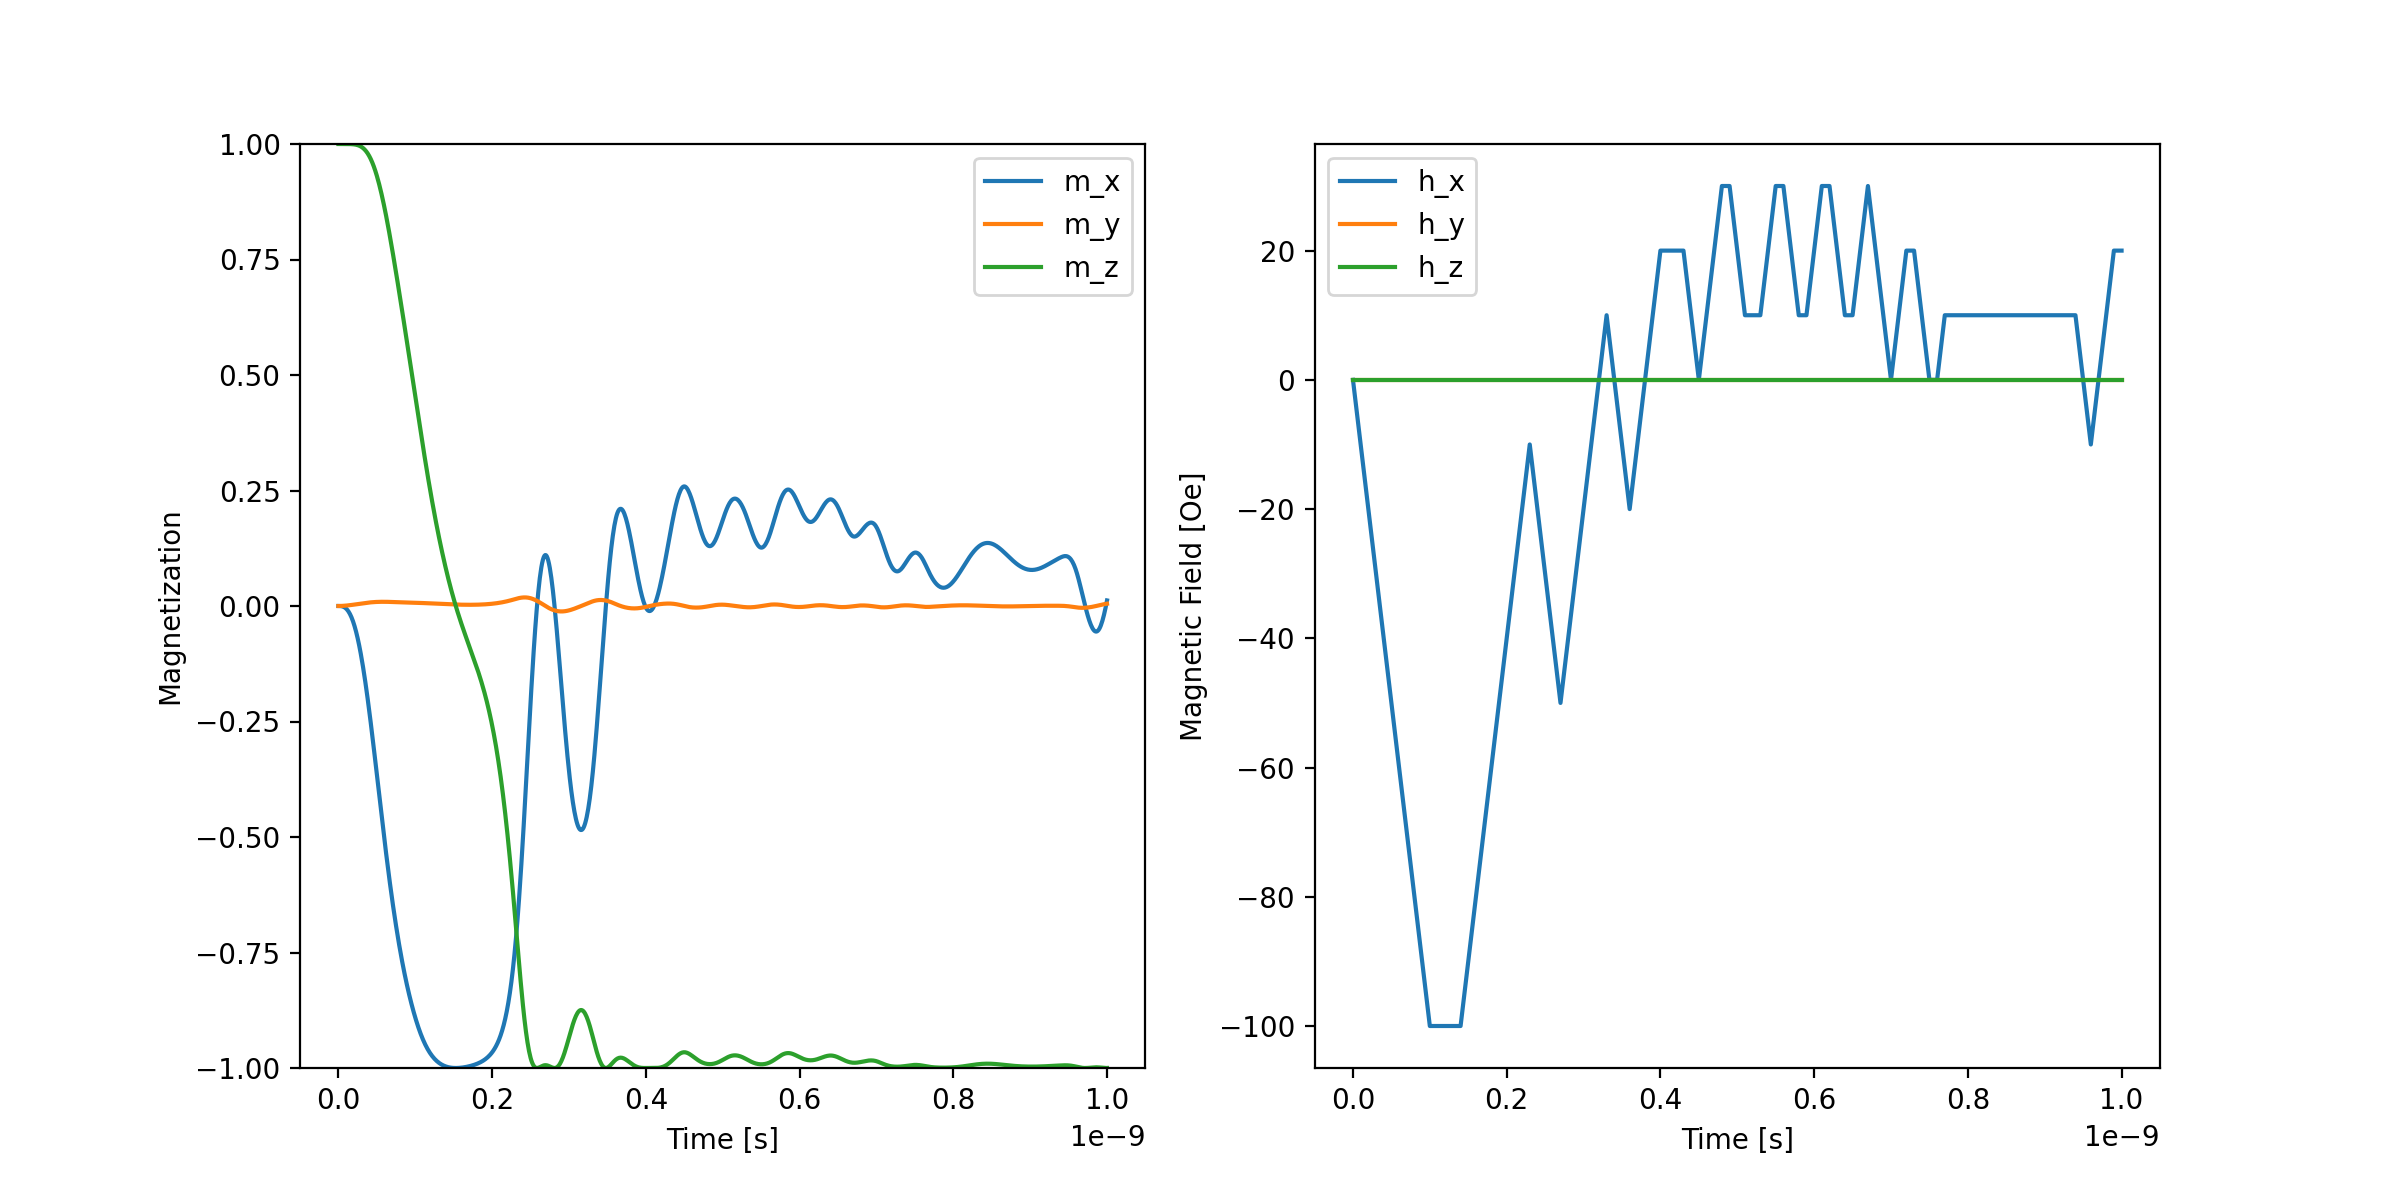 1.00
0.75
0.50
0.25
0.00
−0.25
−0.50
−0.75
−1.00
Magnetization
m_x
m_y
m_z
0.0 0.2 0.4 0.6 0.8 1.0
1e−9
Time [s]
20
0
−20
−40
−60
−80
−100
Magnetic Field [Oe]
h_x
h_y
h_z
0.0 0.2 0.4 0.6 0.8 1.0
1e−9
Time [s]